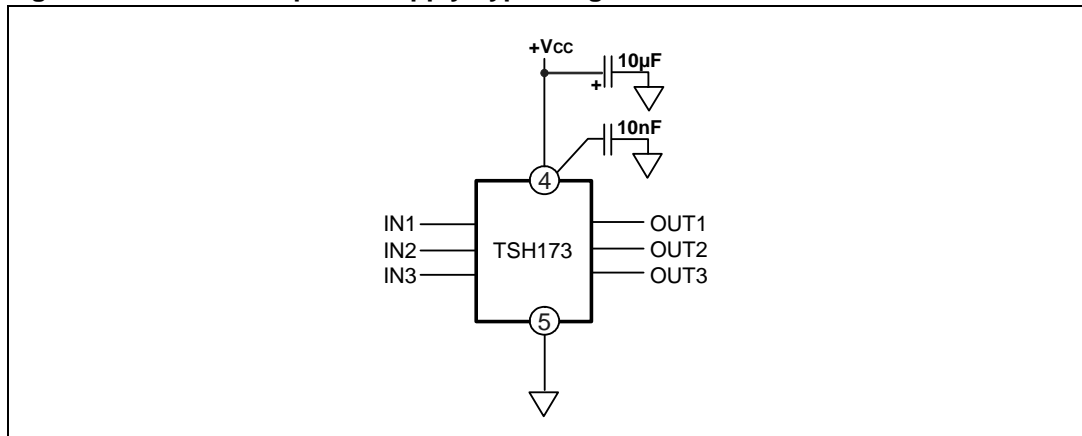 +Vcc
10µF
+
10nF
4
IN1
OUT1
IN2
TSH173
OUT2
IN3
OUT3
5